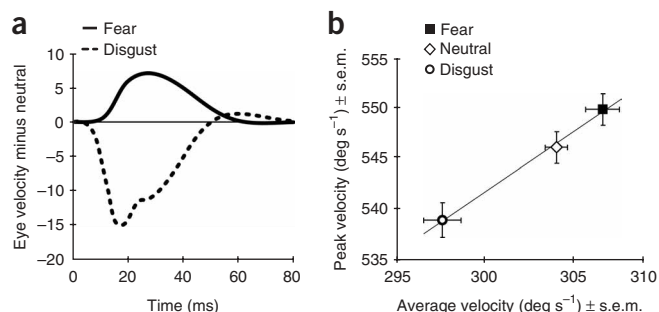 a
Fear
Disgust
Eye velocity minus neutral
10
5
0
−5
−10
−15
−20
0 20 40 60 80
Time (ms)
b
Fear
Neutral
Disgust
Peak velocity (deg s⁻¹) ± s.e.m.
555
550
545
540
535
295 300 305 310
Average velocity (deg s⁻¹) ± s.e.m.